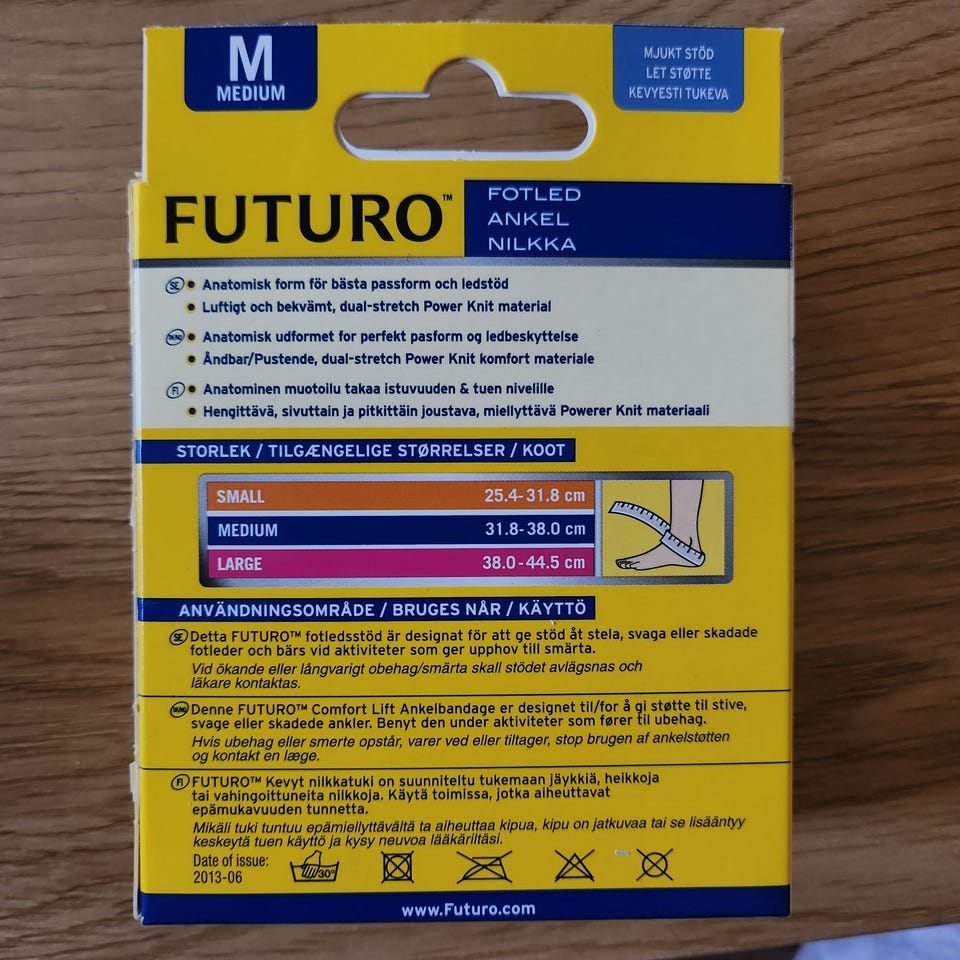 M
MEDIUM
MJUKT STÖD
LET STØTTE
KEVYESTI TUKEVA
FUTURO™
FOTLED
ANKEL
NILKKA
SE • Anatomisk form för bästa passform och ledstöd
• Luftigt och bekvämt, dual-stretch Power Knit material
DK/NO • Anatomisk udformet for perfekt pasform og ledbeskyttelse
• Åndbar/Pustende, dual-stretch Power Knit komfort materiale
FI • Anatominen muotoilu takaa istuvuuden & tuen nivelille
• Hengittävä, sivuttain ja pitkittäin joustava, miellyttävä Powerer Knit materiaali
STORLEK / TILGÆNGELIGE STØRRELSER / KOOT
SMALL 25.4-31.8 cm
MEDIUM 31.8-38.0 cm
LARGE 38.0-44.5 cm
ANVÄNDNINGSOMRÅDE / BRUGES NÅR / KÄYTTÖ
SE Detta FUTURO™ fotledsstöd är designat för att ge stöd åt stela, svaga eller skadade
fotleder och bärs vid aktiviteter som ger upphov till smärta.
Vid ökande eller långvarigt obehag/smärta skall stödet avlägsnas och
läkare kontaktas.
DK/NO Denne FUTURO™ Comfort Lift Ankelbandage er designet til/for å gi støtte til stive,
svage eller skadede ankler. Benyt den under aktiviteter som fører til ubehag.
Hvis ubehag eller smerte opstår, varer ved eller tiltager, stop brugen af ankelstøtten
og kontakt en læge.
FI FUTURO™ Kevyt nilkkatuki on suunniteltu tukemaan jäykkiä, heikkoja
tai vahingoittuneita nilkkoja. Käytä toimissa, jotka aiheuttavat
epämukavuuden tunnetta.
Mikäli tuki tuntuu epämiellyttävältä ta aiheuttaa kipua, kipu on jatkuvaa tai se lisääntyy
keskeytä tuen käyttö ja kysy neuvoa lääkäriltäsi.
Date of issue:
2013-06
30°
www.Futuro.com